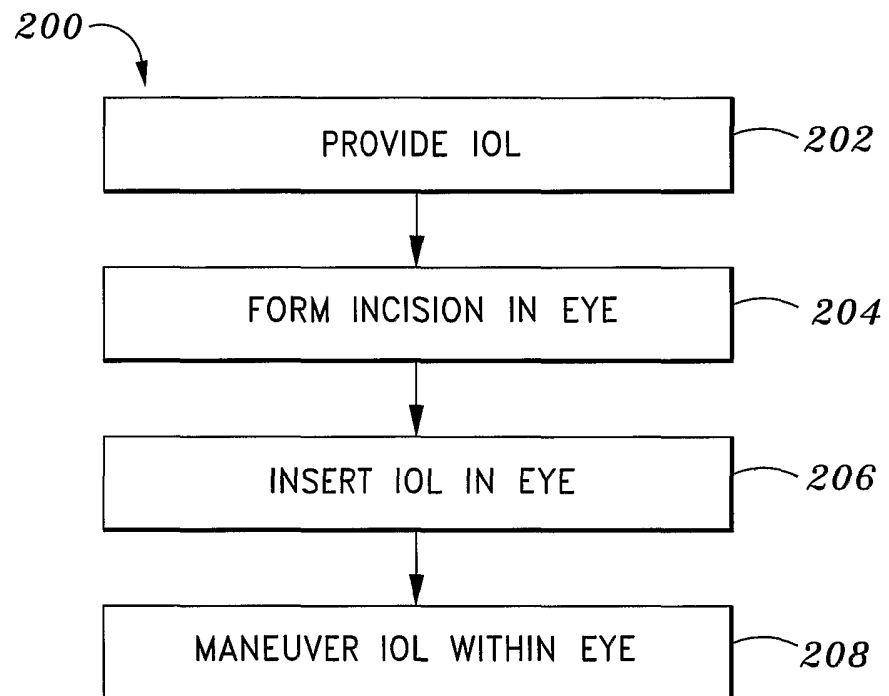 200
PROVIDE IOL
202
FORM INCISION IN EYE
204
INSERT IOL IN EYE
206
MANEUVER IOL WITHIN EYE
208